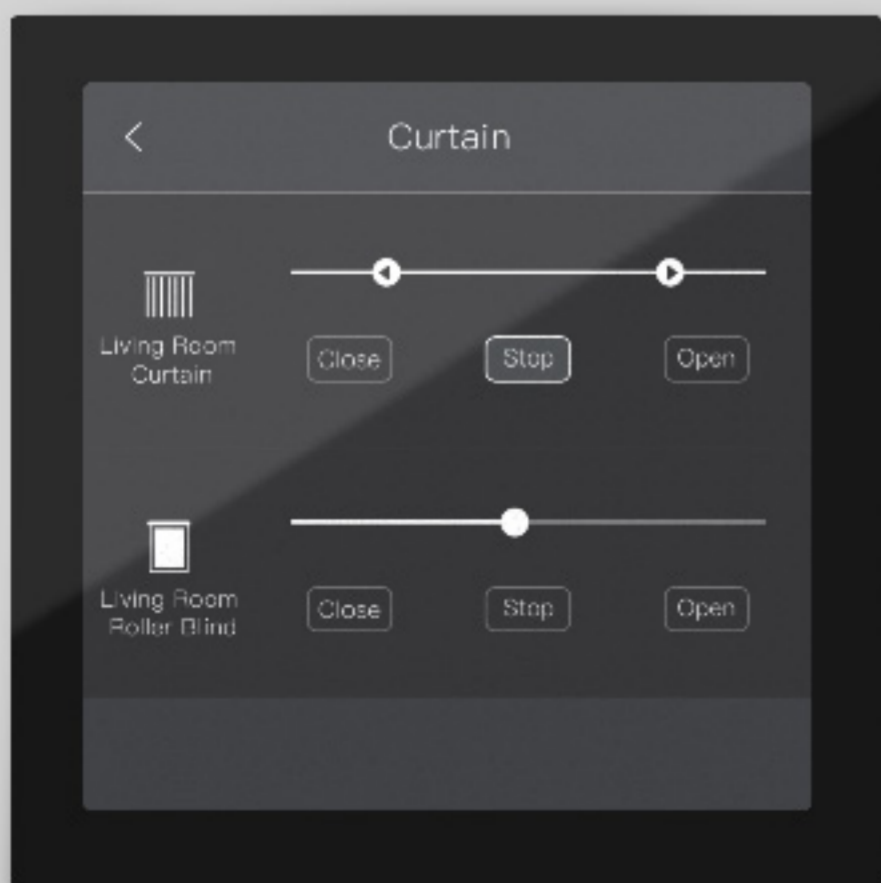 Curtain
Living Room
Curtain
Close
Stop
Open
Living Room
Roller Blind
Close
Stop
Open